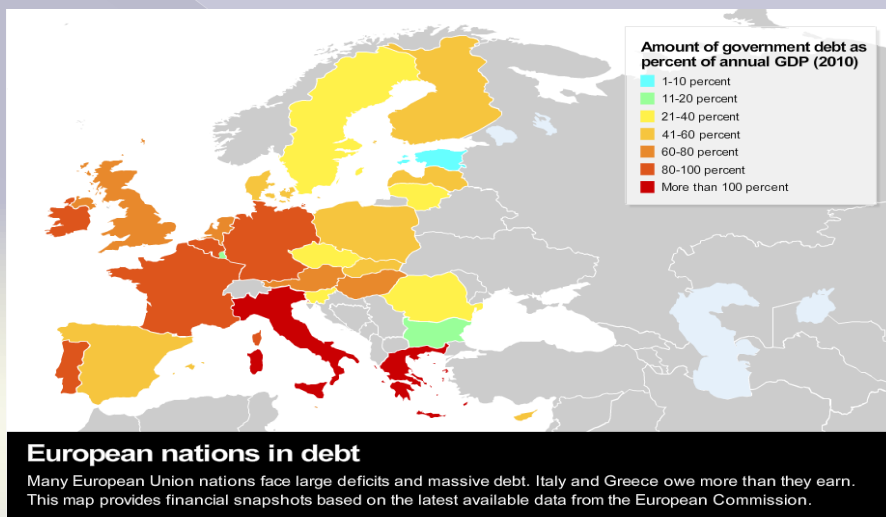 Amount of government debt as
percent of annual GDP (2010)
1-10 percent
11-20 percent
21-40 percent
41-60 percent
60-80 percent
80-100 percent
More than 100 percent
European nations in debt
Many European Union nations face large deficits and massive debt. Italy and Greece owe more than they earn.
This map provides financial snapshots based on the latest available data from the European Commission.